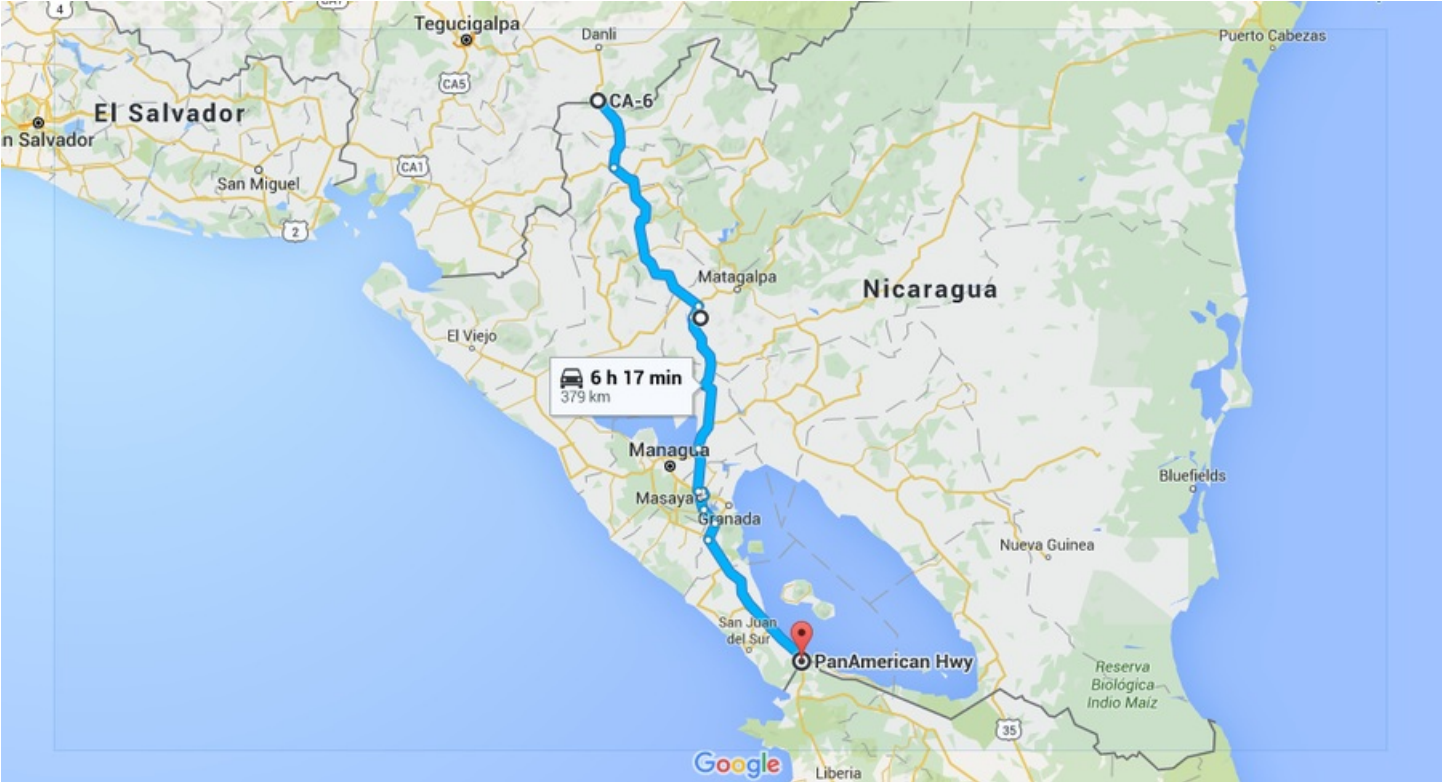 4
CA1
Tegucigalpa
Danli
Puerto Cabezas
CA5
CA-6
El Salvador
n Salvador
CA1
San Miguel
2
Matagalpa
Nicaragua
El Viejo
6 h 17 min
379 km
Managua
Bluefields
Masaya
Granada
Nueva Guinea
San Juan
del Sur
PanAmerican Hwy
Reserva
Biológica
Indio Maíz
35
Google
Liberia